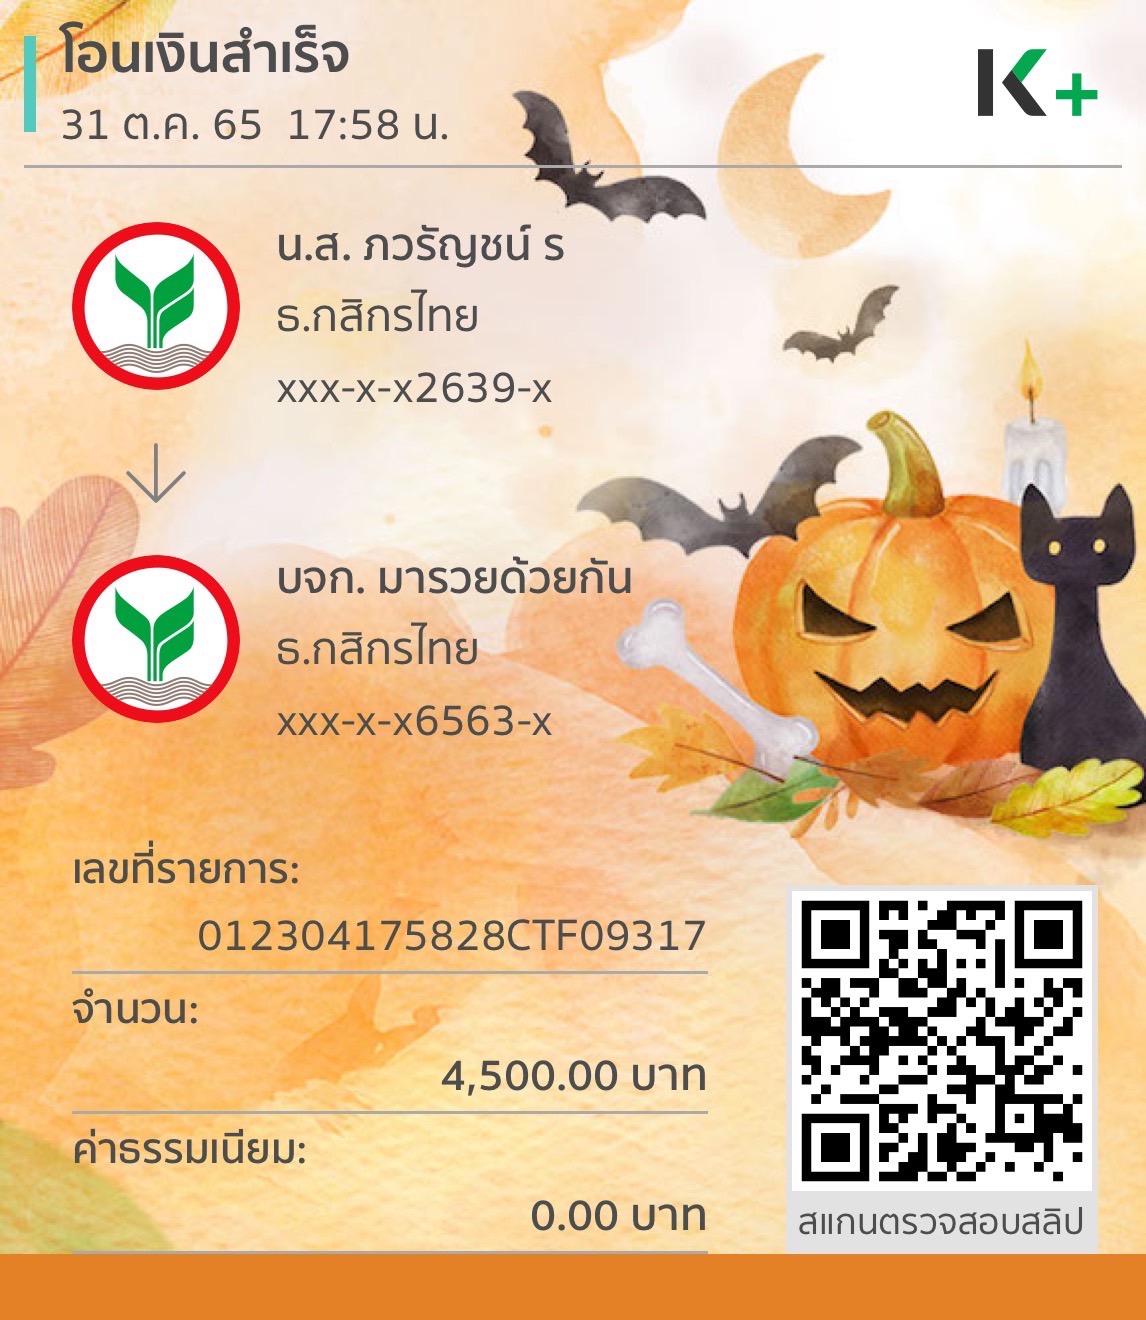 โอนเงินสำเร็จ
31 ต.ค. 65 17:58 น.
K+
น.ส. ภวรัญชน์ ร
ธ.กสิกรไทย
xxx-x-x2639-x
บจก. มารวยด้วยกัน
ธ.กสิกรไทย
xxx-x-x6563-x
เลขที่รายการ:
012304175828CTF09317
จำนวน:
4,500.00 บาท
ค่าธรรมเนียม:
0.00 บาท
สแกนตรวจสอบสลิป